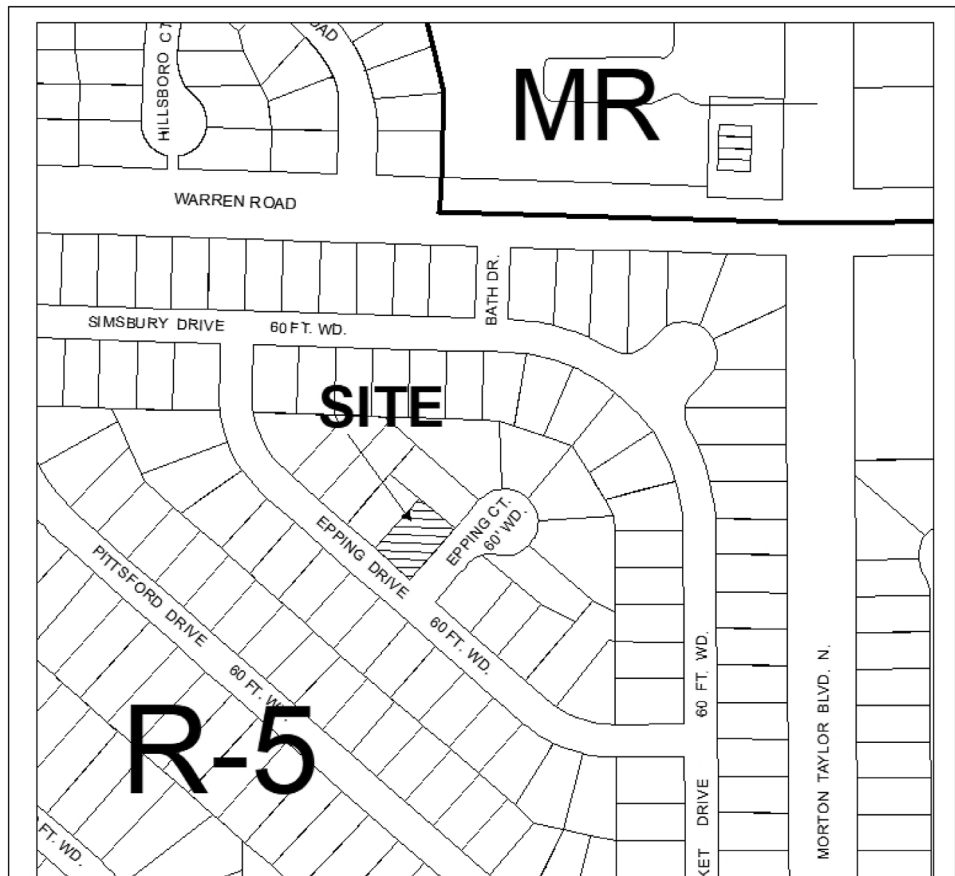 HILLSBORO CT
MR
WARREN ROAD
BATH DR.
SIMSBURY DRIVE 60 FT. WD.
SITE
EPPING CT.
60' WD.
EPPING DRIVE 60 FT. WD.
PITTSFORD DRIVE 60 FT. WD.
R-5
60 FT. WD.
DRIVE
MORTON TAYLOR BLVD. N.
FT. WD.